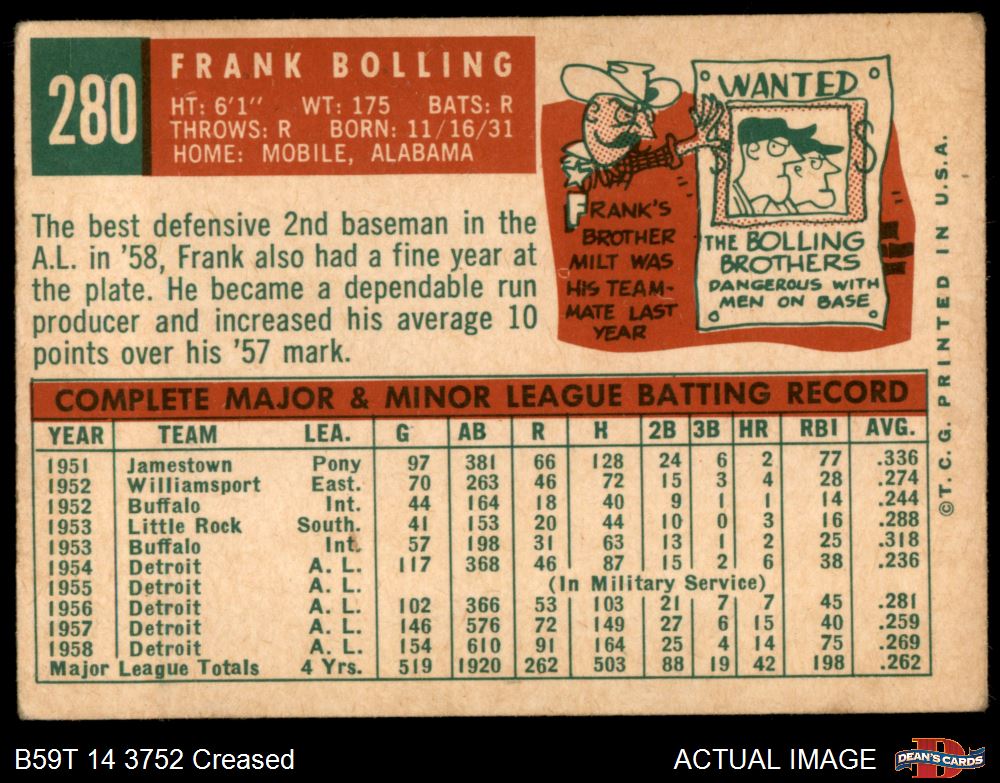 280
FRANK BOLLING
HT: 6'1" WT: 175 BATS: R
THROWS: R BORN: 11/16/31
HOME: MOBILE, ALABAMA
The best defensive 2nd baseman in the
A.L. in '58, Frank also had a fine year at
the plate. He became a dependable run
producer and increased his average 10
points over his '57 mark.
FRANK'S
BROTHER
MILT WAS
HIS TEAM-
MATE LAST
YEAR
WANTED
$ $
THE BOLLING
BROTHERS
DANGEROUS WITH
MEN ON BASE
©T. C. G. PRINTED IN U.S.A.
COMPLETE MAJOR & MINOR LEAGUE BATTING RECORD
YEAR TEAM LEA. G AB R H 2B 3B HR RBI AVG.
1951 Jamestown Pony 97 381 66 128 24 6 2 77 .336
1952 Williamsport East. 70 263 46 72 15 3 4 28 .274
1952 Buffalo Int. 44 164 18 40 9 1 1 14 .244
1953 Little Rock South. 41 153 20 44 10 0 3 16 .288
1953 Buffalo Int. 57 198 31 63 13 1 2 25 .318
1954 Detroit A. L. 117 368 46 87 15 2 6 38 .236
1955 Detroit A. L. (In Military Service)
1956 Detroit A. L. 102 366 53 103 21 7 7 45 .281
1957 Detroit A. L. 146 576 72 149 27 6 15 40 .259
1958 Detroit A. L. 154 610 91 164 25 4 14 75 .269
Major League Totals 4 Yrs. 519 1920 262 503 88 19 42 198 .262
B59T 14 3752 Creased
ACTUAL IMAGE
D
DEAN'S CARDS